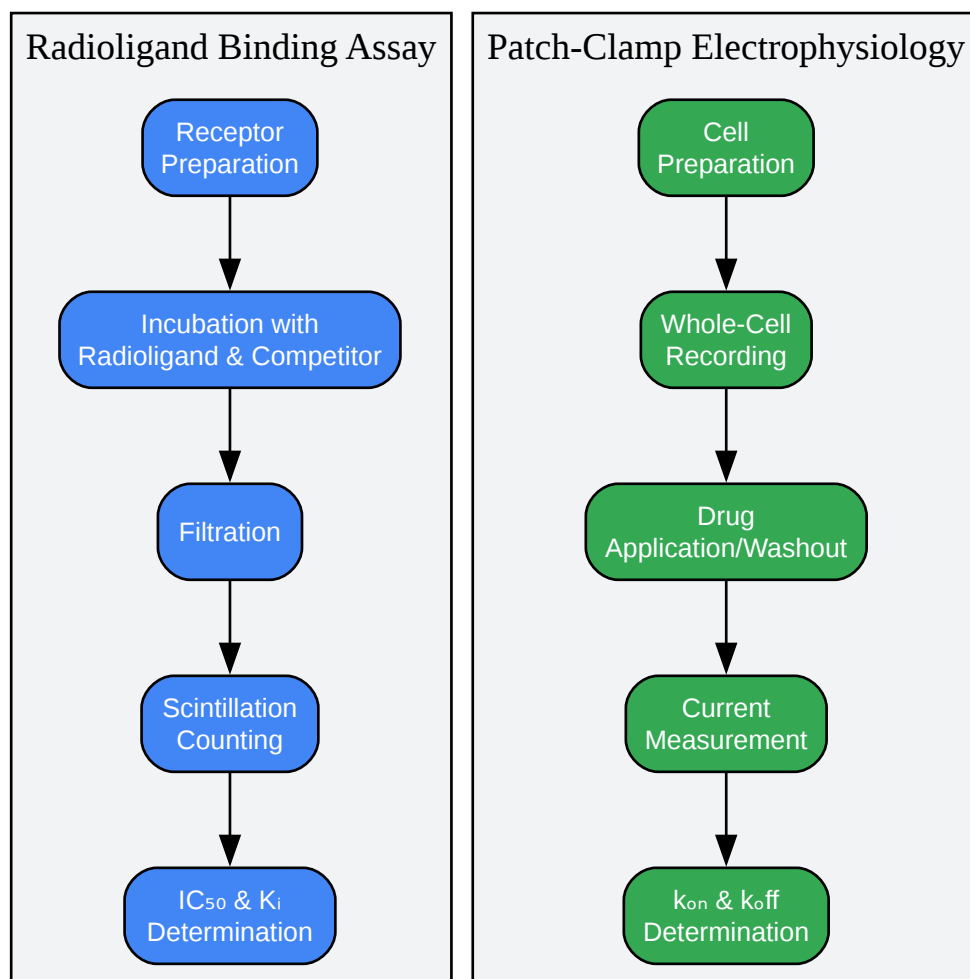 Radioligand Binding Assay
Receptor
Preparation
Incubation with
Radioligand & Competitor
Filtration
Scintillation
Counting
IC₅₀ & Kᵢ
Determination
Patch-Clamp Electrophysiology
Cell
Preparation
Whole-Cell
Recording
Drug
Application/Washout
Current
Measurement
kₒₙ & kₒff
Determination